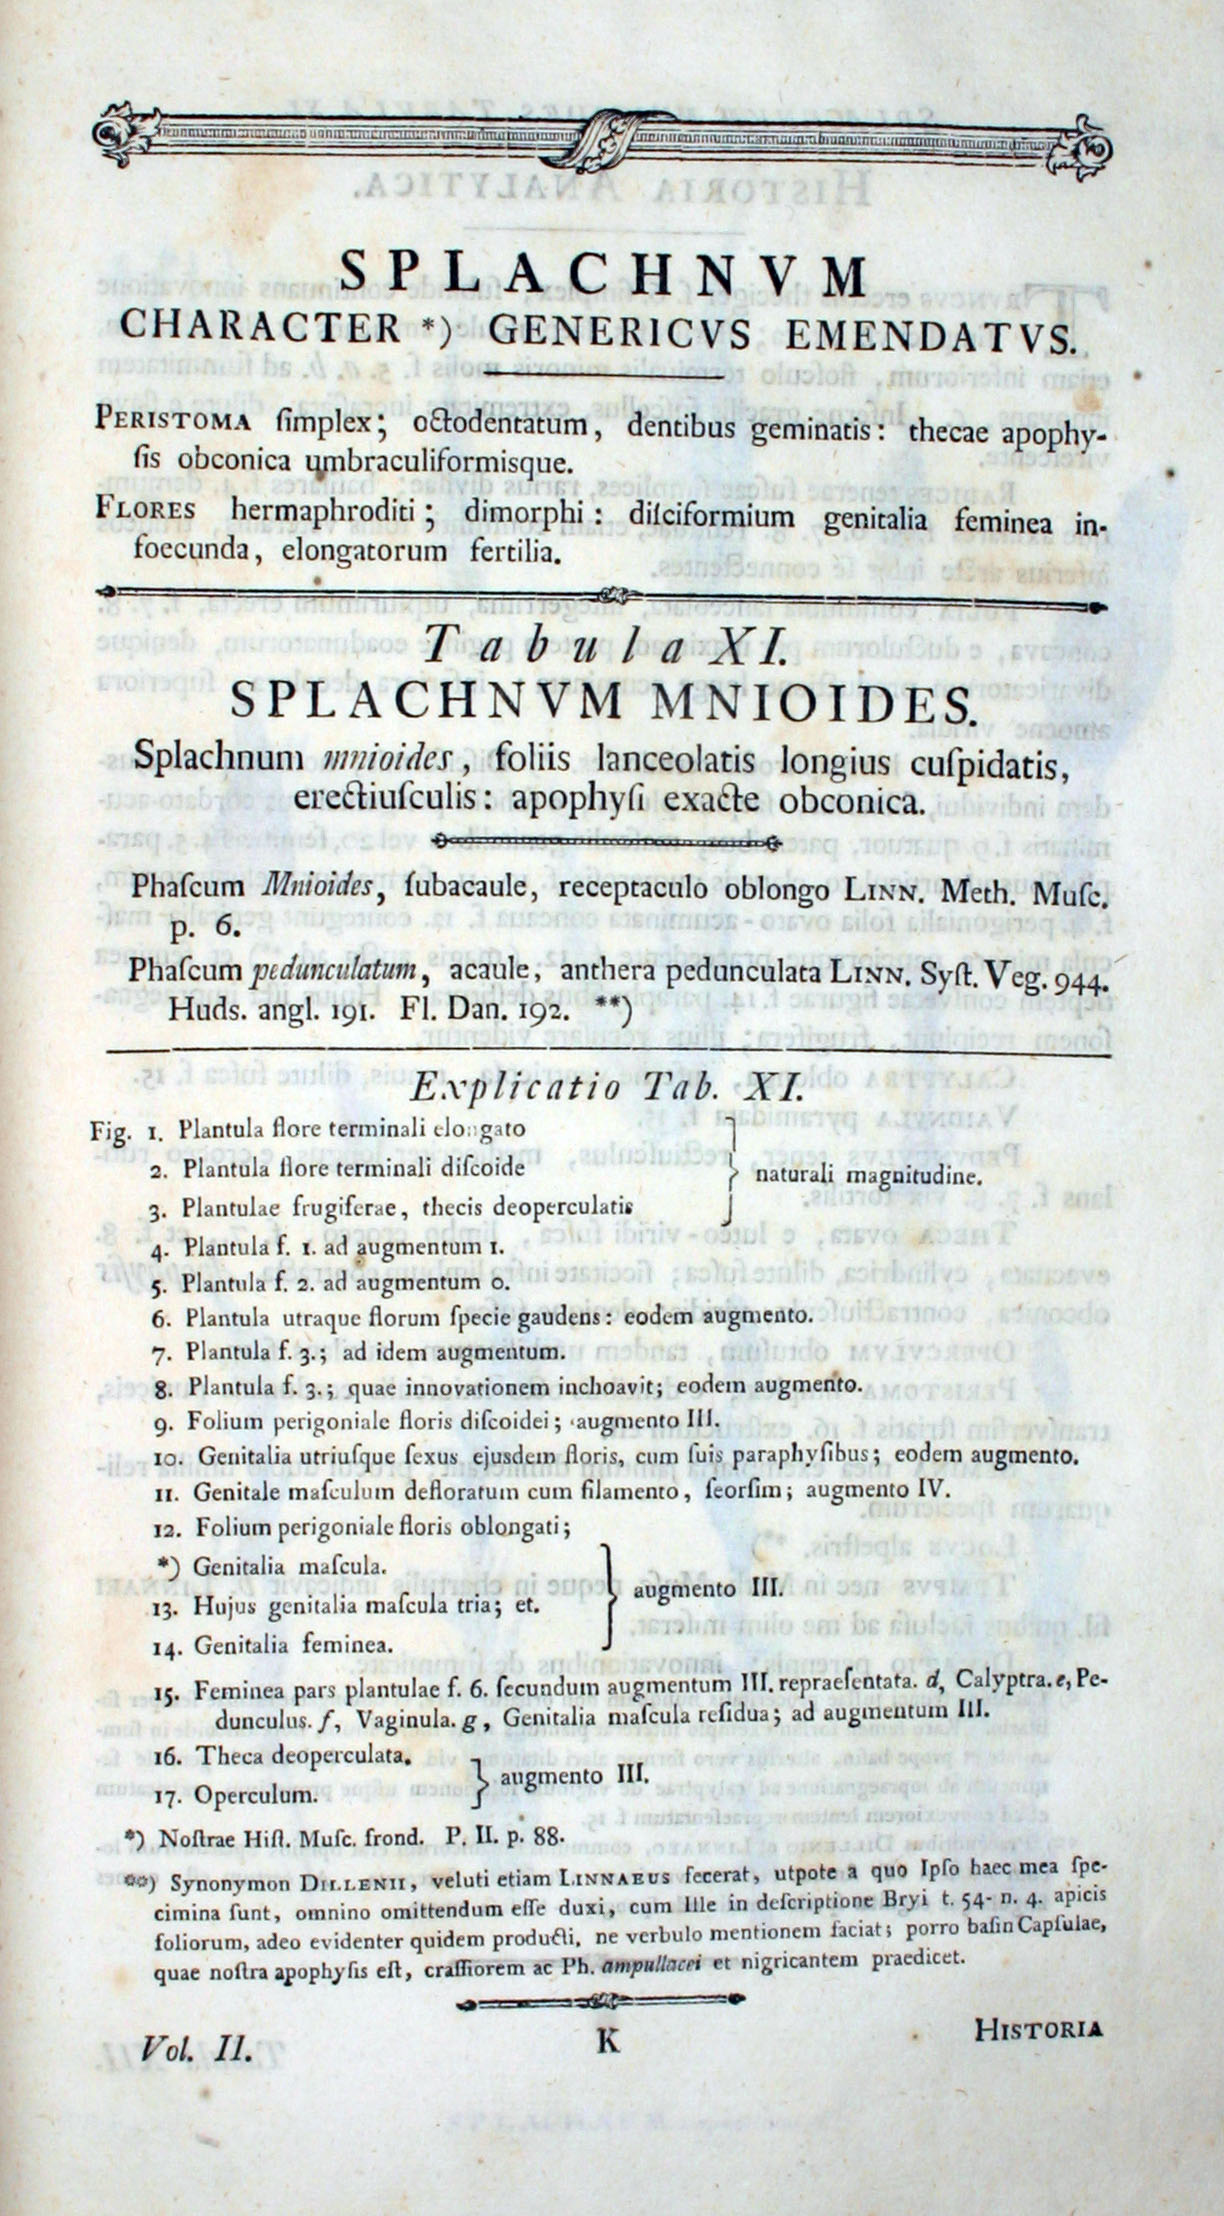 SPLACHNVM
CHARACTER *) GENERICVS EMENDATVS.
PERISTOMA ſimplex; octodentatum, dentibus geminatis: thecae apophy-
ſis obconica umbraculiformisque.
FLORES hermaphroditi; dimorphi: diſciformium genitalia feminea in-
foecunda, elongatorum fertilia.
Tabula XI.
SPLACHNVM MNIOIDES.
Splachnum mnioides, foliis lanceolatis longius cuſpidatis,
erectiuſculis: apophyſi exacte obconica.
Phaſcum Mnioides, ſubacaule, receptaculo oblongo LINN. Meth. Muſc.
p. 6.
Phaſcum pedunculatum, acaule, anthera pedunculata LINN. Syſt. Veg. 944.
Huds. angl. 191. Fl. Dan. 192. **)
Explicatio Tab. XI.
Fig. 1. Plantula flore terminali elongato
2. Plantula flore terminali diſcoide
naturali magnitudine.
3. Plantulae frugiferae, thecis deoperculatis
4. Plantula f. 1. ad augmentum 1.
5. Plantula f. 2. ad augmentum 0.
6. Plantula utraque florum ſpecie gaudens: eodem augmento.
7. Plantula f. 3.; ad idem augmentum.
8. Plantula f. 3.; quae innovationem inchoavit; eodem augmento.
9. Folium perigoniale floris diſcoidei; augmento III.
10. Genitalia utriuſque ſexus ejusdem floris, cum ſuis paraphyſibus; eodem augmento.
11. Genitale maſculum defloratum cum filamento, ſeorſim; augmento IV.
12. Folium perigoniale floris oblongati;
*) Genitalia maſcula.
augmento III.
13. Hujus genitalia maſcula tria; et.
14. Genitalia feminea.
15. Feminea pars plantulae f. 6. ſecundum augmentum III. repraeſentata. d, Calyptra. e, Pe-
dunculus. f, Vaginula. g, Genitalia maſcula reſidua; ad augmentum III.
16. Theca deoperculata.
augmento III.
17. Operculum.
*) Noſtrae Hiſt. Muſc. frond. P. II. p. 88.
**) Synonymon DILLENII, veluti etiam LINNAEUS fecerat, utpote a quo Ipſo haec mea ſpe-
cimina ſunt, omnino omittendum eſſe duxi, cum Ille in deſcriptione Bryi t. 54- n. 4. apicis
foliorum, adeo evidenter quidem producti, ne verbulo mentionem faciat; porro baſin Capſulae,
quae noſtra apophyſis eſt, craſſiorem ac Ph. ampullacei et nigricantem praedicet.
Vol. II.
K
HISTORIA